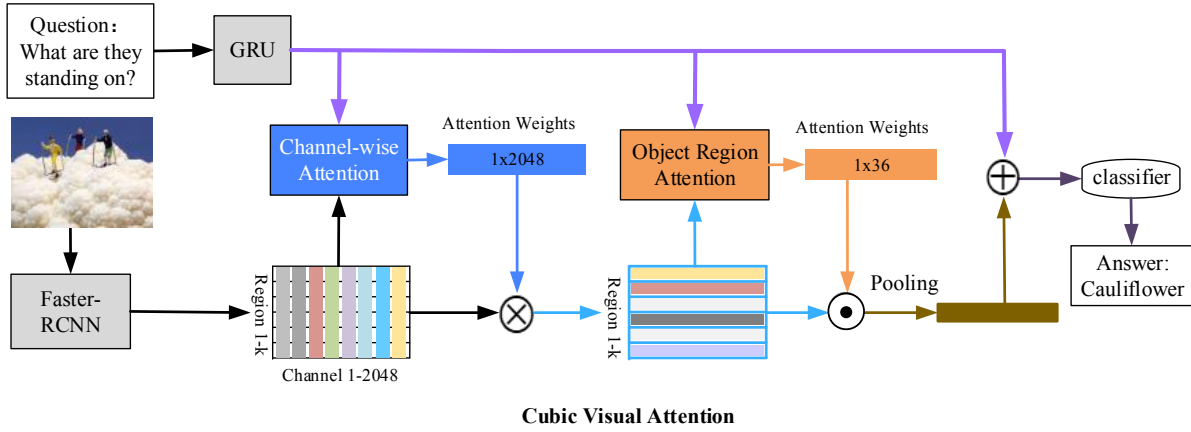 Question：
What are they
standing on?
GRU
Channel-wise
Attention
Attention Weights
1x2048
Object Region
Attention
Attention Weights
1x36
classifier
Answer:
Cauliflower
Faster-
RCNN
Region 1-k
Channel 1-2048
Region 1-k
Pooling
Cubic Visual Attention